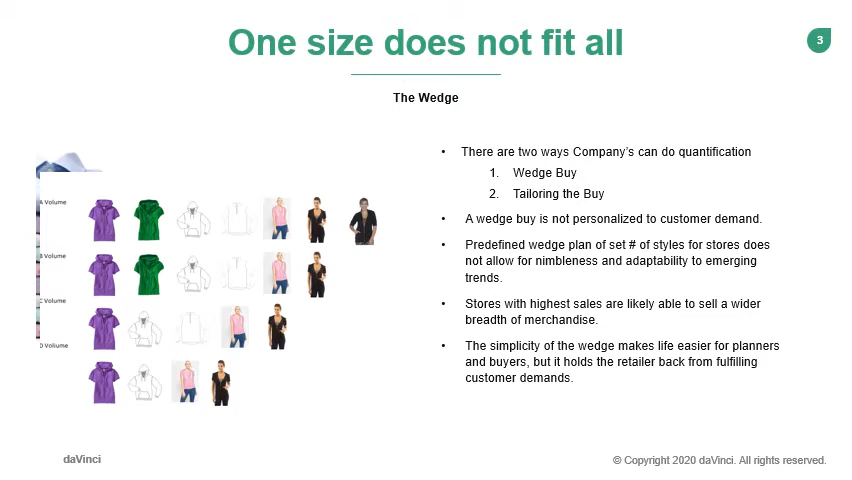 One size does not fit all
3
The Wedge
A Volume
B Volume
C Volume
D Voliume
• There are two ways Company's can do quantification
1. Wedge Buy
2. Tailoring the Buy
• A wedge buy is not personalized to customer demand.
• Predefined wedge plan of set # of styles for stores does
not allow for nimbleness and adaptability to emerging
trends.
• Stores with highest sales are likely able to sell a wider
breadth of merchandise.
• The simplicity of the wedge makes life easier for planners
and buyers, but it holds the retailer back from fulfilling
customer demands.
daVinci
© Copyright 2020 daVinci. All rights reserved.